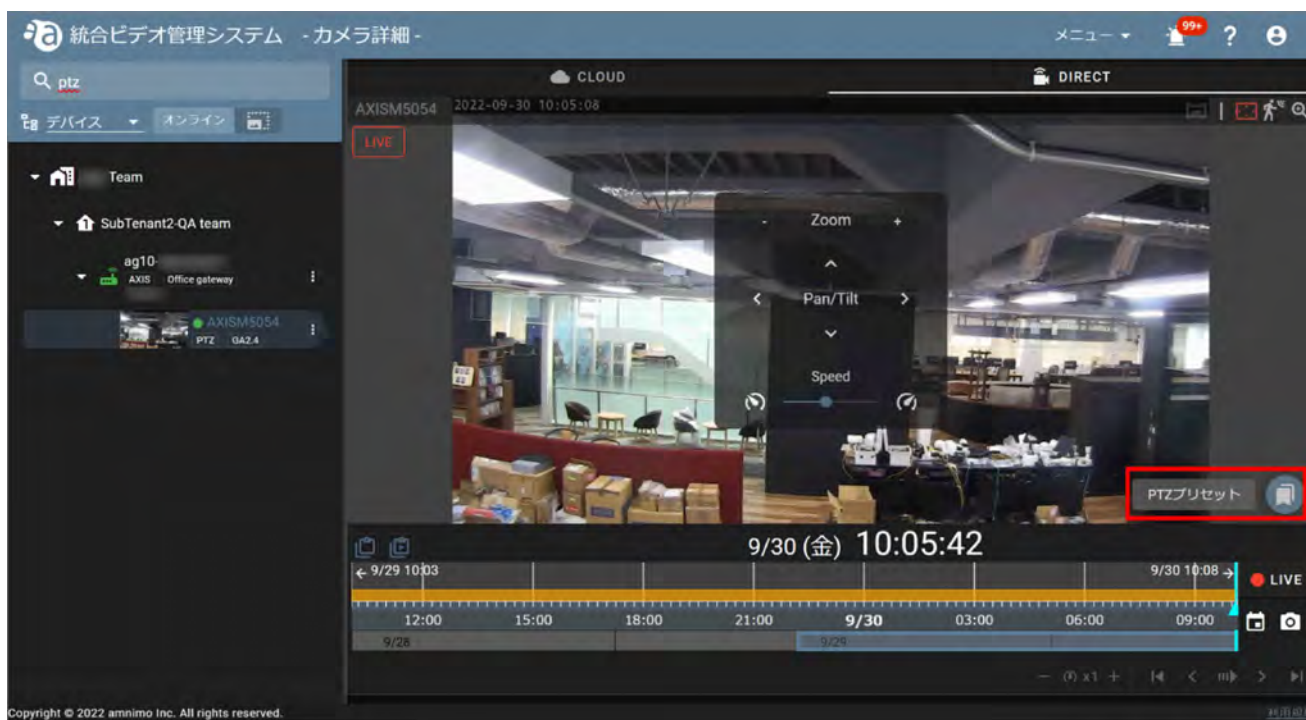 統合ビデオ管理システム - カメラ詳細 -
メニュー
99+
?
ptz
デバイス
オンライン
Team
SubTenant2-QA team
ag10-
AXIS Office gateway
AXISM5054
PTZ GA2.4
CLOUD
DIRECT
AXISM5054 2022-09-30 10:05:08
LIVE
- Zoom +
Pan/Tilt
Speed
PTZプリセット
9/30 (金) 10:05:42
← 9/29 10:03
9/30 10:08 →
LIVE
12:00 15:00 18:00 21:00 9/30 03:00 06:00 09:00
9/28 9/29
x1 +
Copyright © 2022 amnimo Inc. All rights reserved.